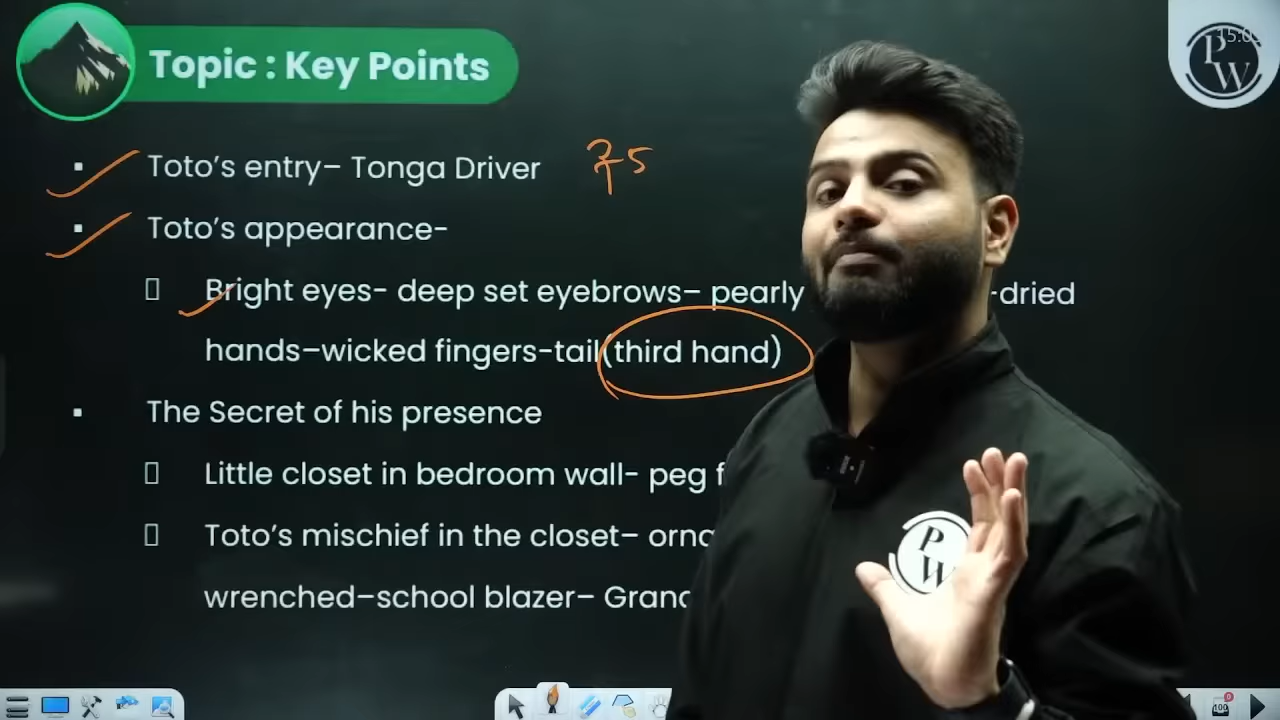 Topic : Key Points
P
W
▪ Toto's entry– Tonga Driver 75
▪ Toto's appearance-
Bright eyes- deep set eyebrows– pearly -dried
hands–wicked fingers-tail(third hand)
▪ The Secret of his presence
Little closet in bedroom wall- peg
Toto's mischief in the closet–
wrenched–school blazer–
P
W
100